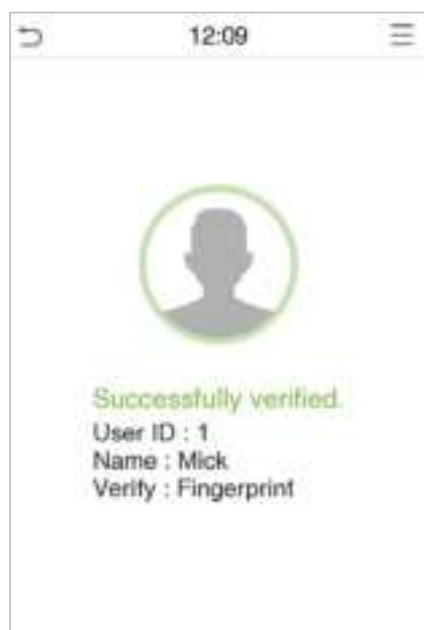 12:09
Successfully verified.
User ID : 1
Name : Mick
Verify : Fingerprint